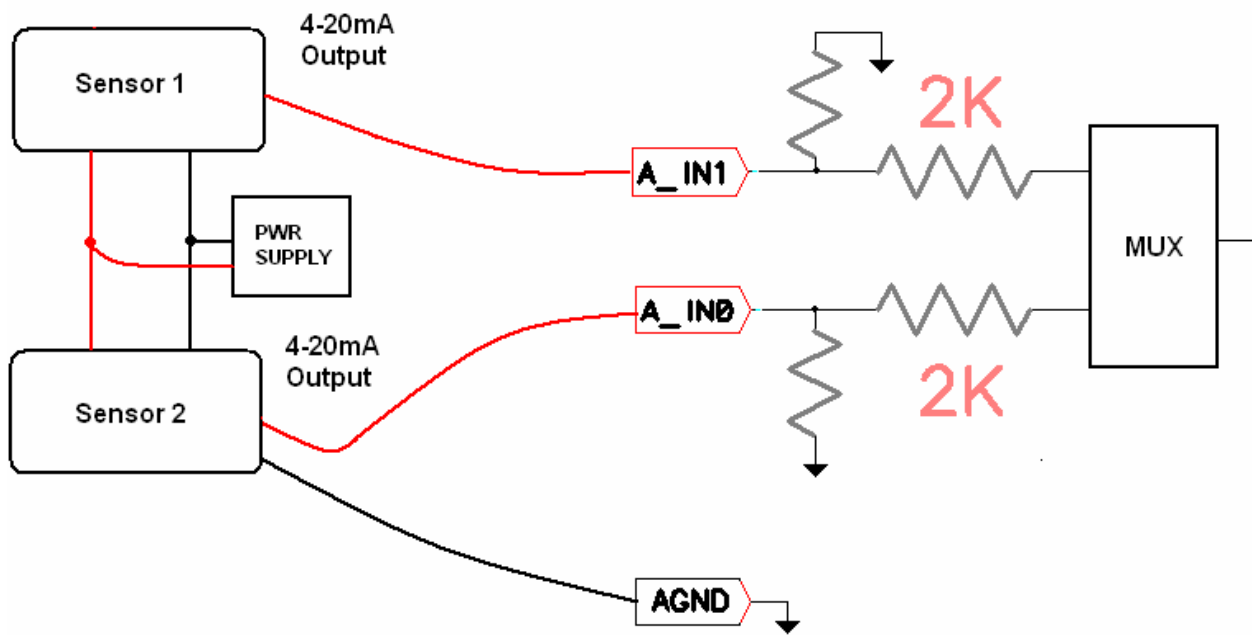 4-20mA
Output
Sensor 1
2K
A_IN1
PWR
SUPPLY
MUX
A_IN0
4-20mA
Output
2K
Sensor 2
AGND